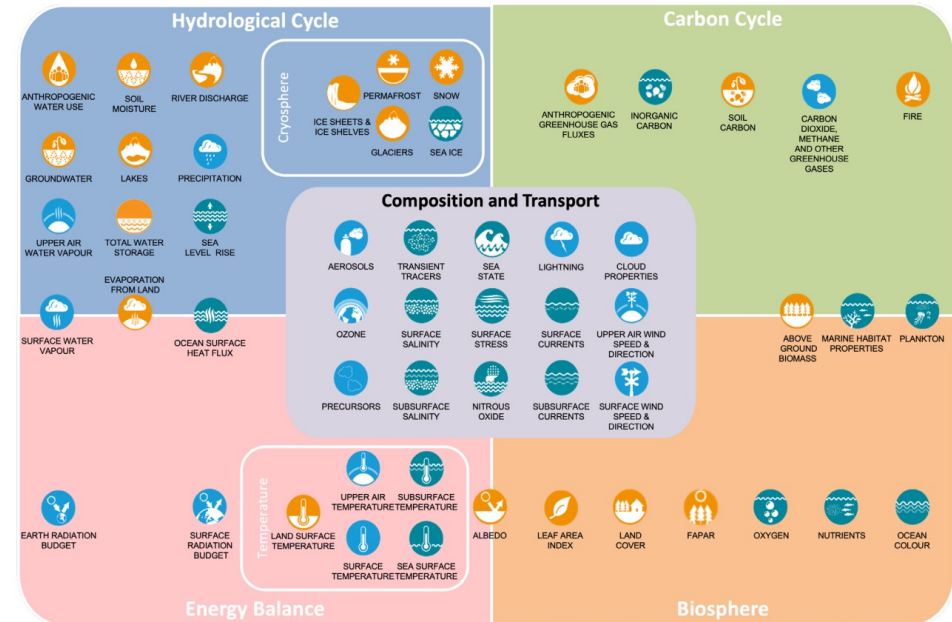 Hydrological Cycle
Carbon Cycle
Cryosphere
ANTHROPOGENIC
WATER USE
SOIL
MOISTURE
RIVER DISCHARGE
ICE SHEETS &
ICE SHELVES
PERMAFROST
SNOW
GLACIERS
SEA ICE
ANTHROPOGENIC
GREENHOUSE GAS
FLUXES
INORGANIC
CARBON
SOIL
CARBON
CARBON
DIOXIDE,
METHANE
AND OTHER
GREENHOUSE
GASES
FIRE
GROUNDWATER
LAKES
PRECIPITATION
UPPER AIR
WATER VAPOUR
TOTAL WATER
STORAGE
SEA
LEVEL RISE
EVAPORATION
FROM LAND
SURFACE WATER
VAPOUR
OCEAN SURFACE
HEAT FLUX
Composition and Transport
AEROSOLS
TRANSIENT
TRACERS
SEA
STATE
LIGHTNING
CLOUD
PROPERTIES
OZONE
SURFACE
SALINITY
SURFACE
STRESS
SURFACE
CURRENTS
UPPER AIR WIND
SPEED &
DIRECTION
PRECURSORS
SUBSURFACE
SALINITY
NITROUS
OXIDE
SUBSURFACE
CURRENTS
SURFACE WIND
SPEED &
DIRECTION
ABOVE
GROUND
BIOMASS
MARINE HABITAT
PROPERTIES
PLANKTON
EARTH RADIATION
BUDGET
SURFACE
RADIATION
BUDGET
Temperature
LAND SURFACE
TEMPERATURE
UPPER AIR
TEMPERATURE
SUBSURFACE
TEMPERATURE
SURFACE
TEMPERATURE
SEA SURFACE
TEMPERATURE
ALBEDO
LEAF AREA
INDEX
LAND
COVER
FAPAR
OXYGEN
NUTRIENTS
OCEAN
COLOUR
Energy Balance
Biosphere